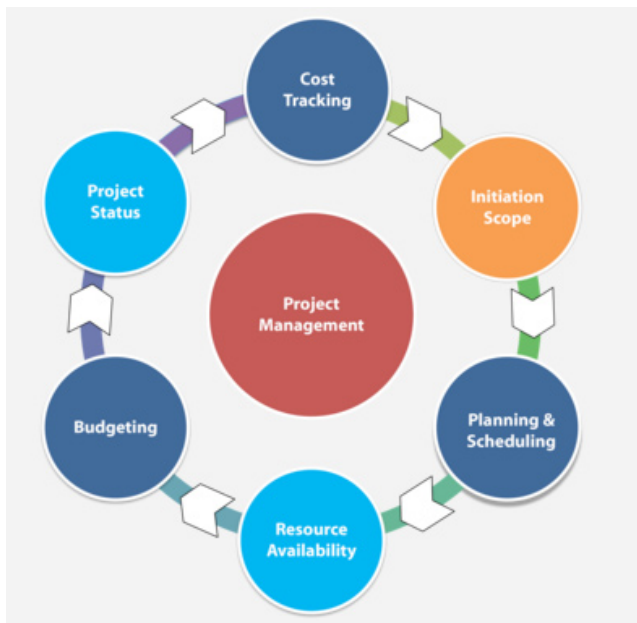 Cost
Tracking
Initiation
Scope
Planning &
Scheduling
Resource
Availability
Budgeting
Project
Status
Project
Management